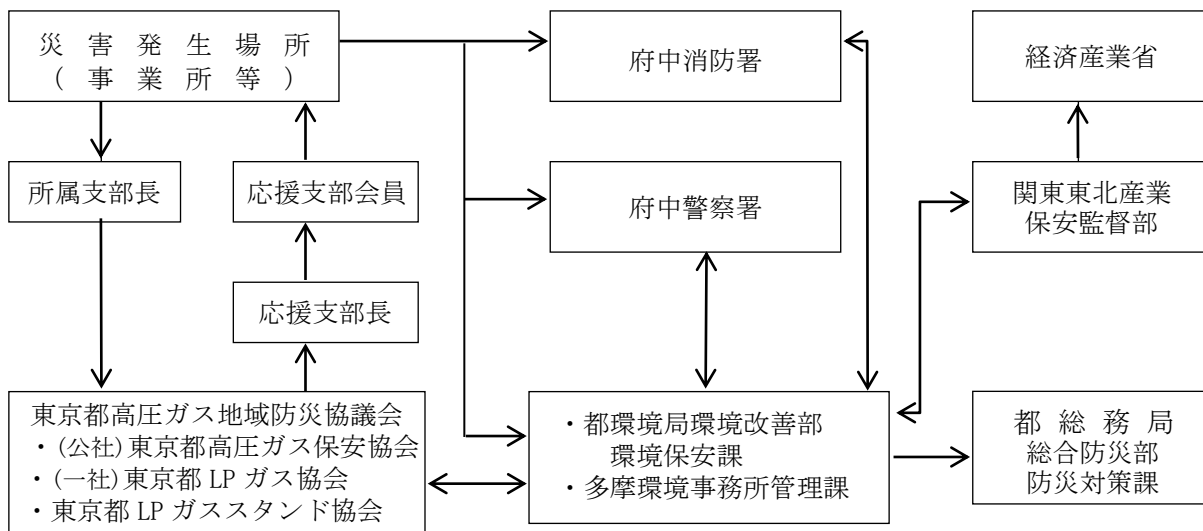 災害発生場所
(事業所等)
府中消防署
経済産業省
所属支部長
応援支部会員
府中警察署
関東東北産業
保安監督部
応援支部長
東京都高圧ガス地域防災協議会
・(公社)東京都高圧ガス保安協会
・(一社)東京都 LP ガス協会
・東京都 LP ガススタンド協会
・都環境局環境改善部
環境保安課
・多摩環境事務所管理課
都総務局
総合防災部
防災対策課